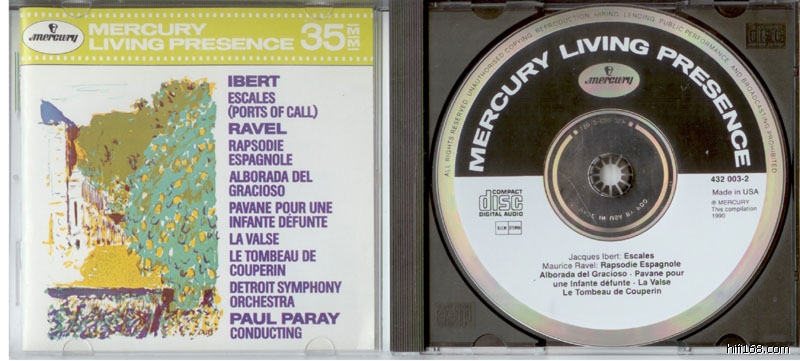 mercury
MERCURY
LIVING PRESENCE
35MM
IBERT
ESCALES
(PORTS OF CALL)
RAVEL
RAPSODIE
ESPAGNOLE
ALBORADA DEL
GRACIOSO
PAVANE POUR UNE
INFANTE DÉFUNTE
LA VALSE
LE TOMBEAU DE
COUPERIN
DETROIT SYMPHONY
ORCHESTRA
PAUL PARAY
CONDUCTING
ALL RIGHTS RESERVED. UNAUTHORISED COPYING, REPRODUCTION, HIRING, LENDING, PUBLIC PERFORMANCE AND BROADCASTING PROHIBITED
MERCURY LIVING PRESENCE
mercury
COMPACT
disc
DIGITAL AUDIO
432 003-2
Made in USA
℗ MERCURY
This compilation
1990
Jacques Ibert: Escales
Maurice Ravel: Rapsodie Espagnole
Alborada del Gracioso - Pavane pour
une Infante défunte - La Valse
Le Tombeau de Couperin
hifi168.com